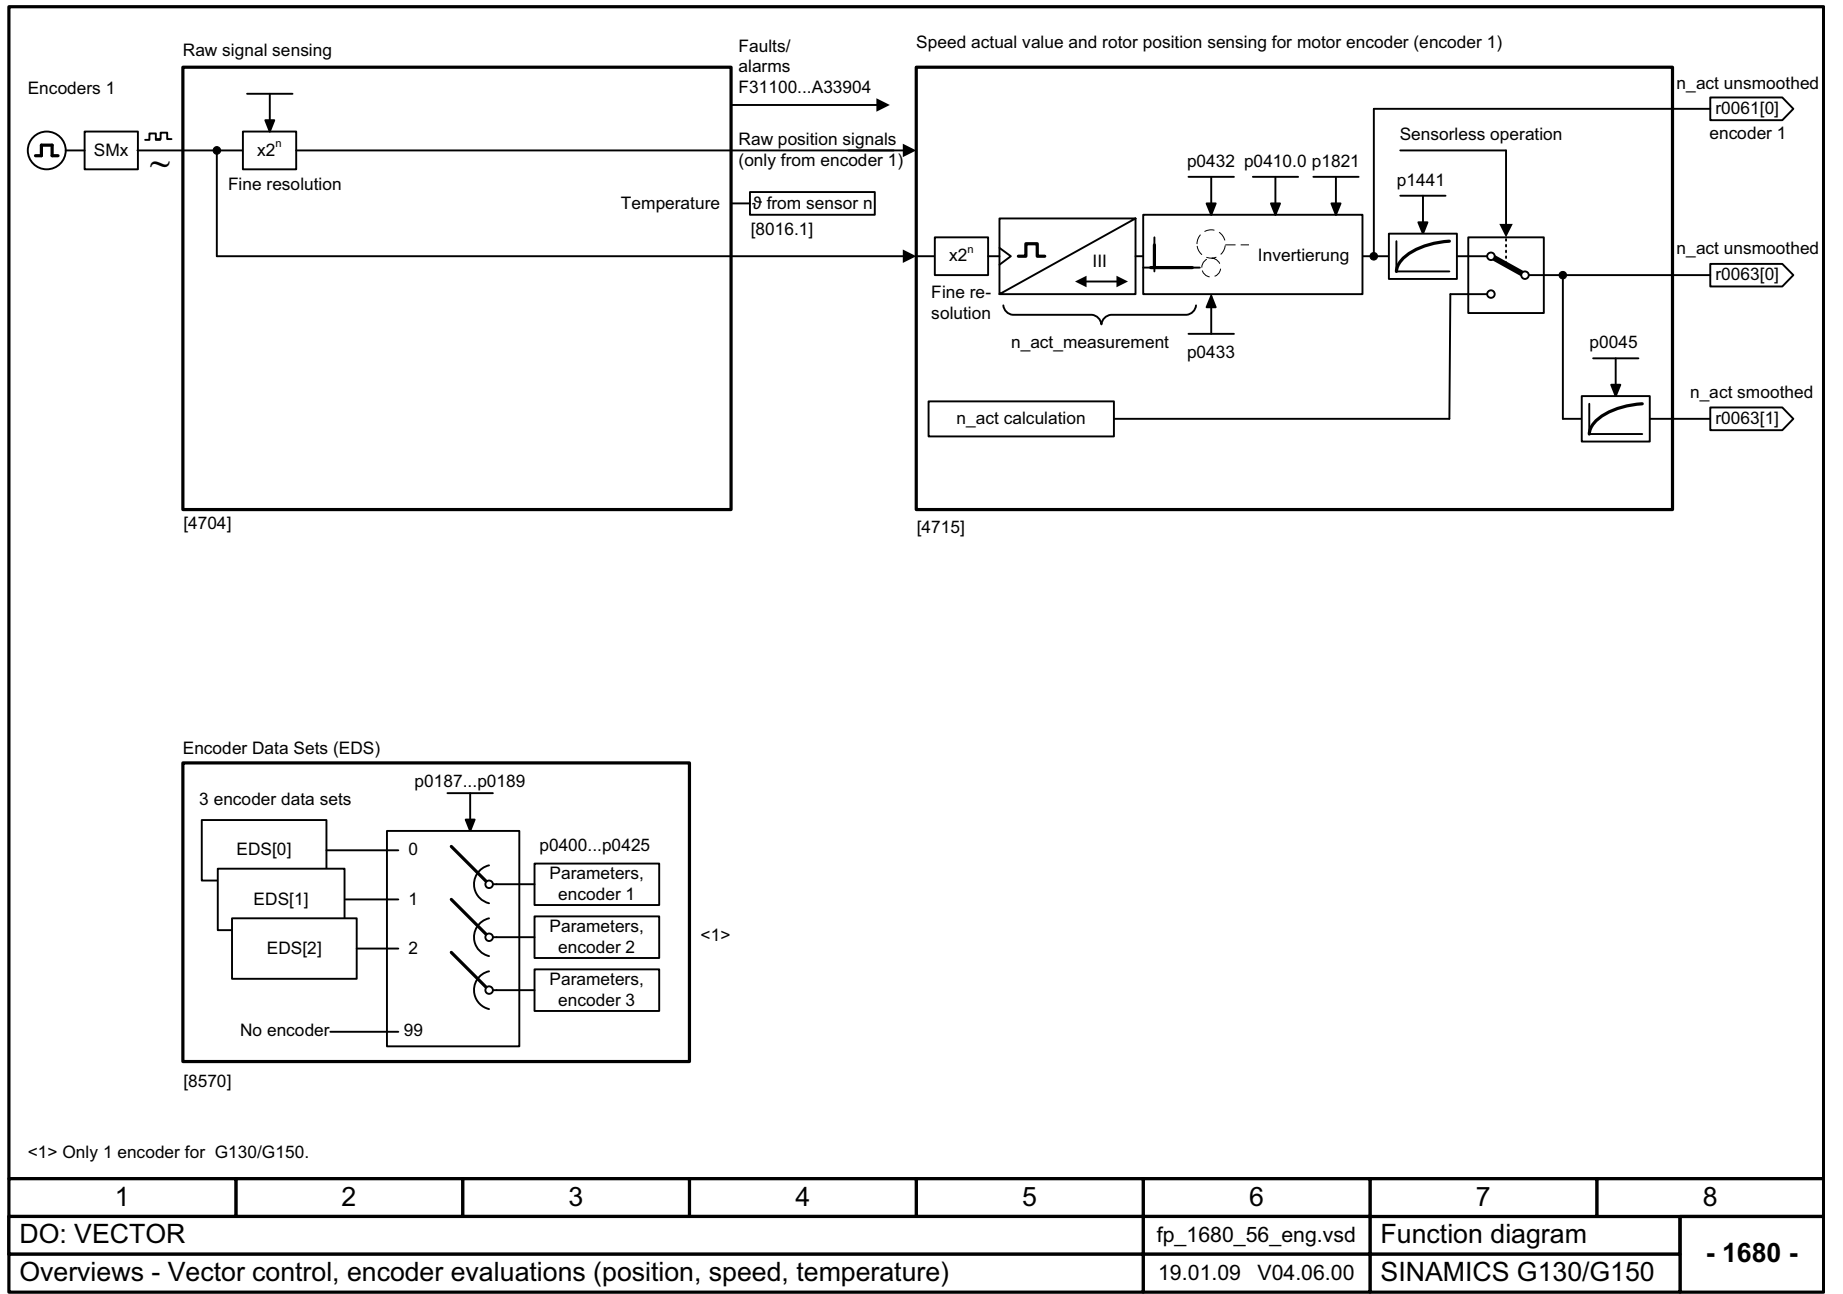 Raw signal sensing
Encoders 1
SMx
~
x2ⁿ
Fine resolution
Faults/
alarms
F31100...A33904
Raw position signals
(only from encoder 1)
Temperature
ϑ from sensor n
[8016.1]
[4704]
Speed actual value and rotor position sensing for motor encoder (encoder 1)
n_act unsmoothed
r0061[0]
encoder 1
Sensorless operation
p0432 p0410.0 p1821
p1441
x2ⁿ
Fine re-
solution
III
Invertierung
n_act_measurement
p0433
n_act unsmoothed
r0063[0]
p0045
n_act smoothed
r0063[1]
n_act calculation
[4715]
Encoder Data Sets (EDS)
p0187...p0189
3 encoder data sets
EDS[0]
0
EDS[1]
1
EDS[2]
2
No encoder
99
p0400...p0425
Parameters,
encoder 1
Parameters,
encoder 2
Parameters,
encoder 3
<1>
[8570]
<1> Only 1 encoder for G130/G150.
1 2 3 4 5 6 7 8
DO: VECTOR
fp_1680_56_eng.vsd
Function diagram
- 1680 -
Overviews - Vector control, encoder evaluations (position, speed, temperature)
19.01.09 V04.06.00
SINAMICS G130/G150